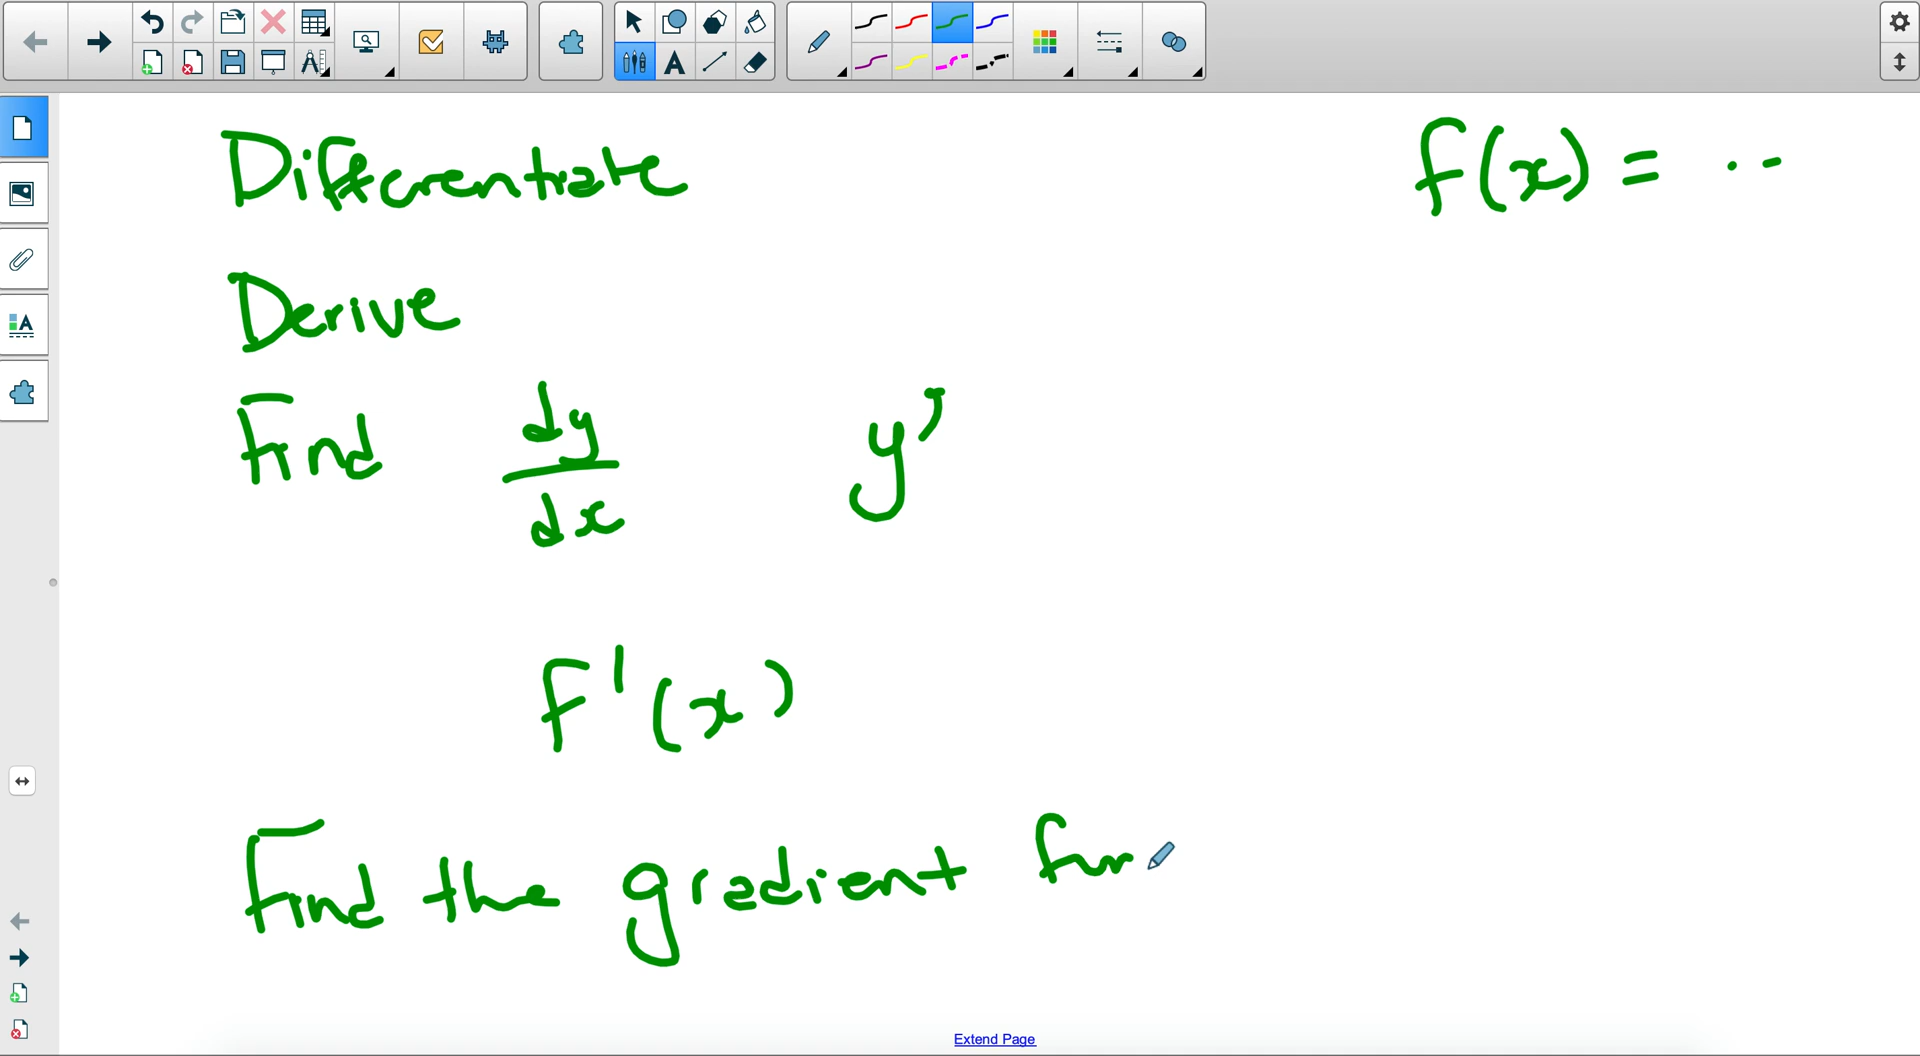 Differentiate
f(x) = ..
Derive
Find dy/dx y'
f'(x)
Find the gradient fun
Extend Page